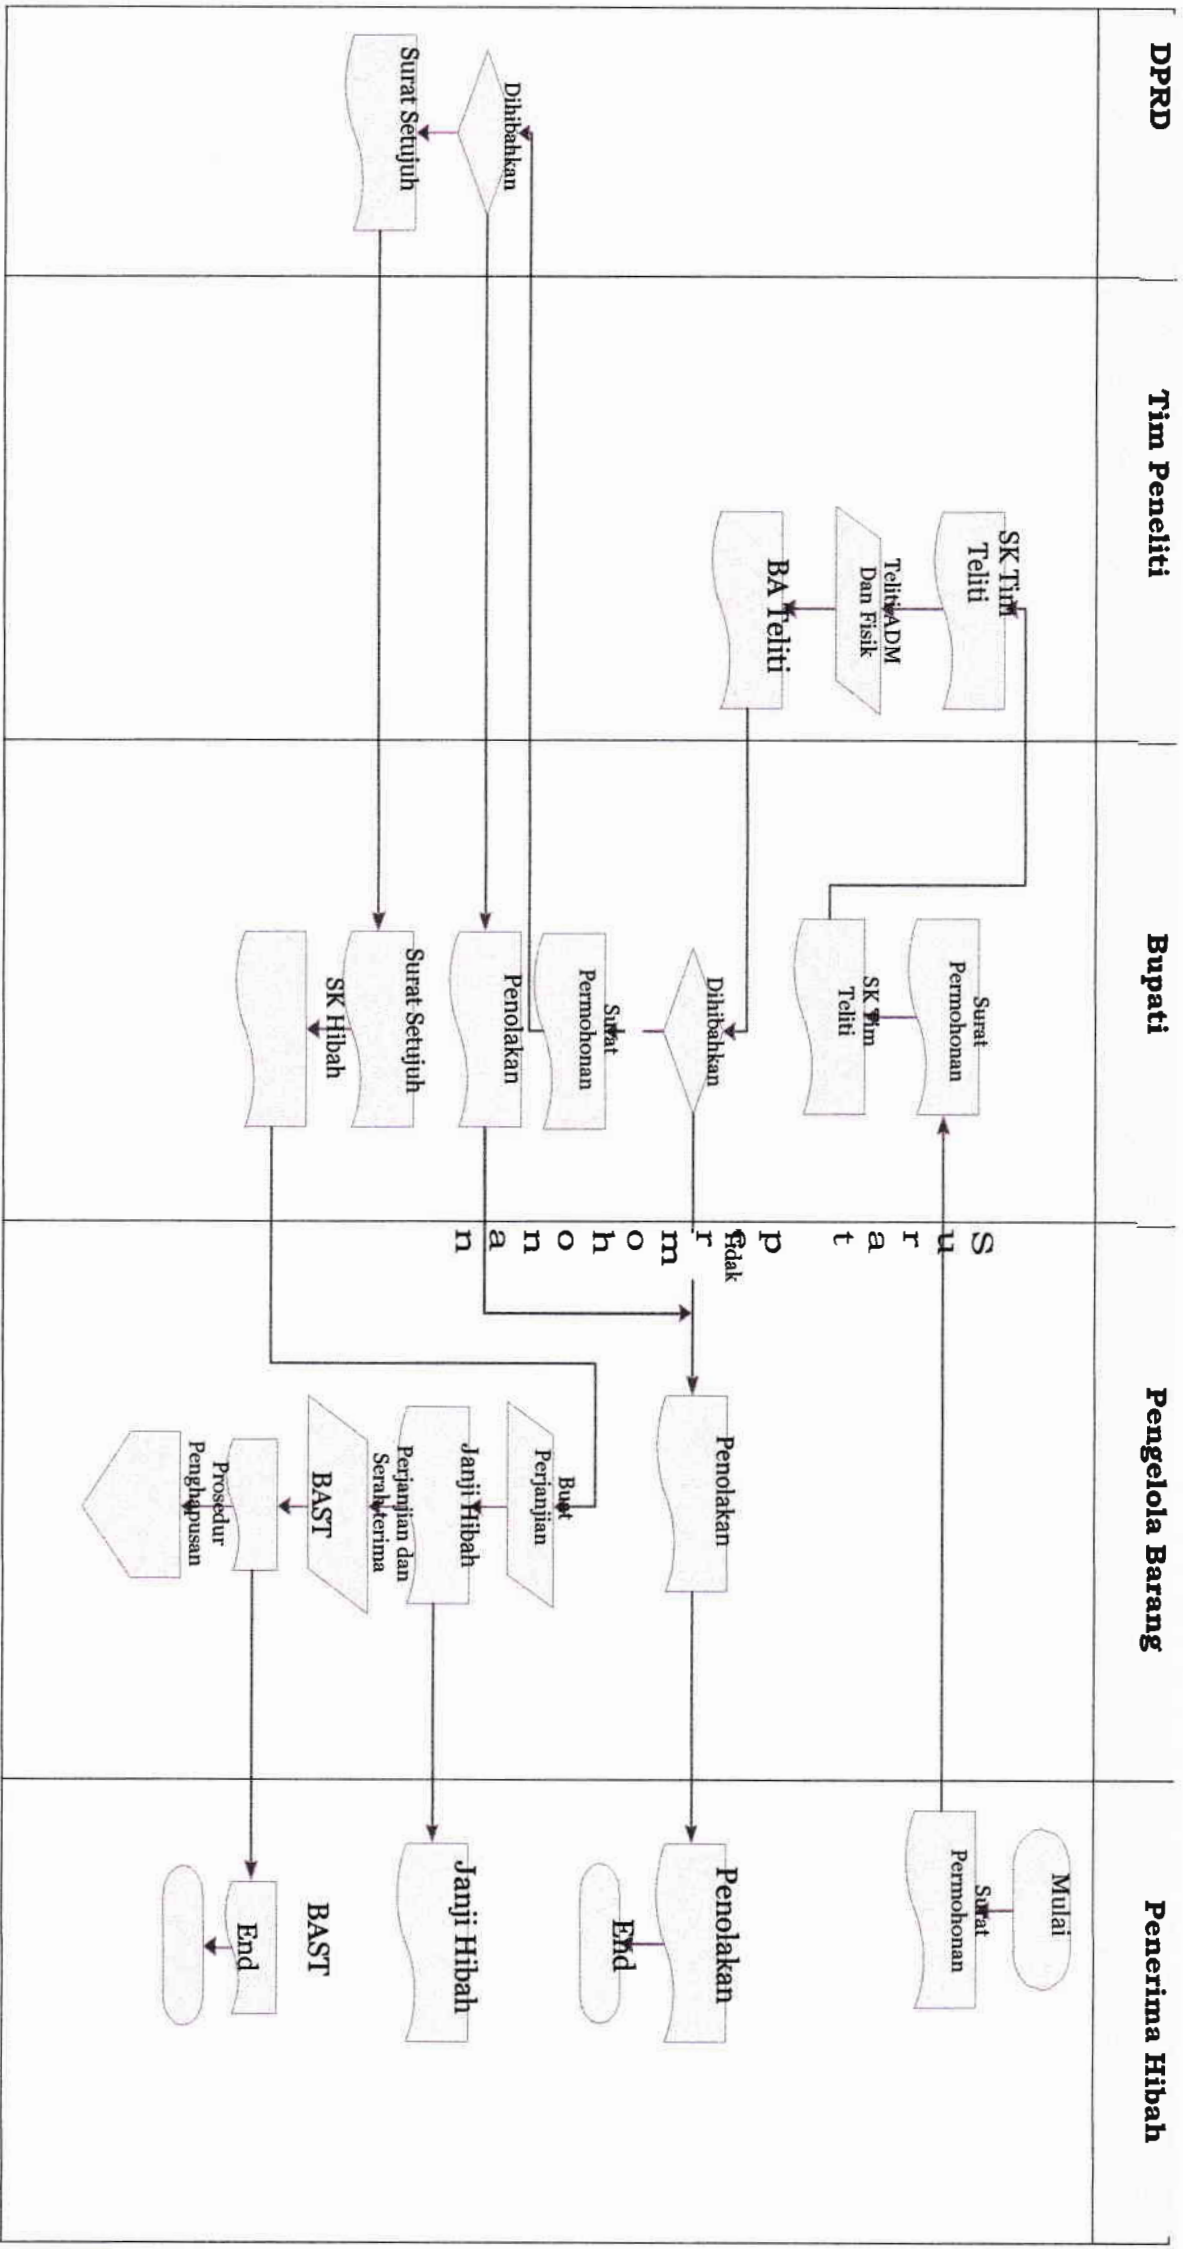 DPRD
Tim Peneliti
Bupati
Pengelola Barang
Penerima Hibah
Mulai
Surat
Permohonan
Surat
permohonan
Surat
Permohonan
SK Tim
Teliti
SK Tim
Teliti
Teliti ADM
Dan Fisik
BA Teliti
Dihibahkan
Tidak
Penolakan
Penolakan
End
Surat
Permohonan
Dihibahkan
Penolakan
Surat Setujuh
Surat Setujuh
SK Hibah
Buat
Perjanjian
Janji Hibah
Janji Hibah
Perjanjian dan
Serah terima
BAST
BAST
End
Prosedur
Penghapusan